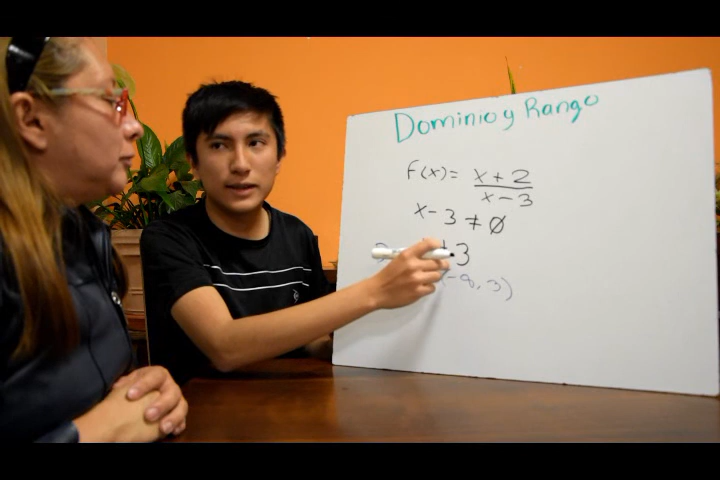 Dominio y Rango
F(x)= x+2
x-3
x-3≠0
3
(-∞, 3)